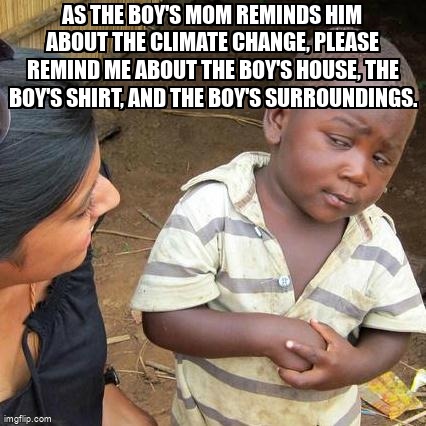 AS THE BOY'S MOM REMINDS HIM
ABOUT THE CLIMATE CHANGE, PLEASE
REMIND ME ABOUT THE BOY'S HOUSE, THE
BOY'S SHIRT, AND THE BOY'S SURROUNDINGS.
imgflip.com